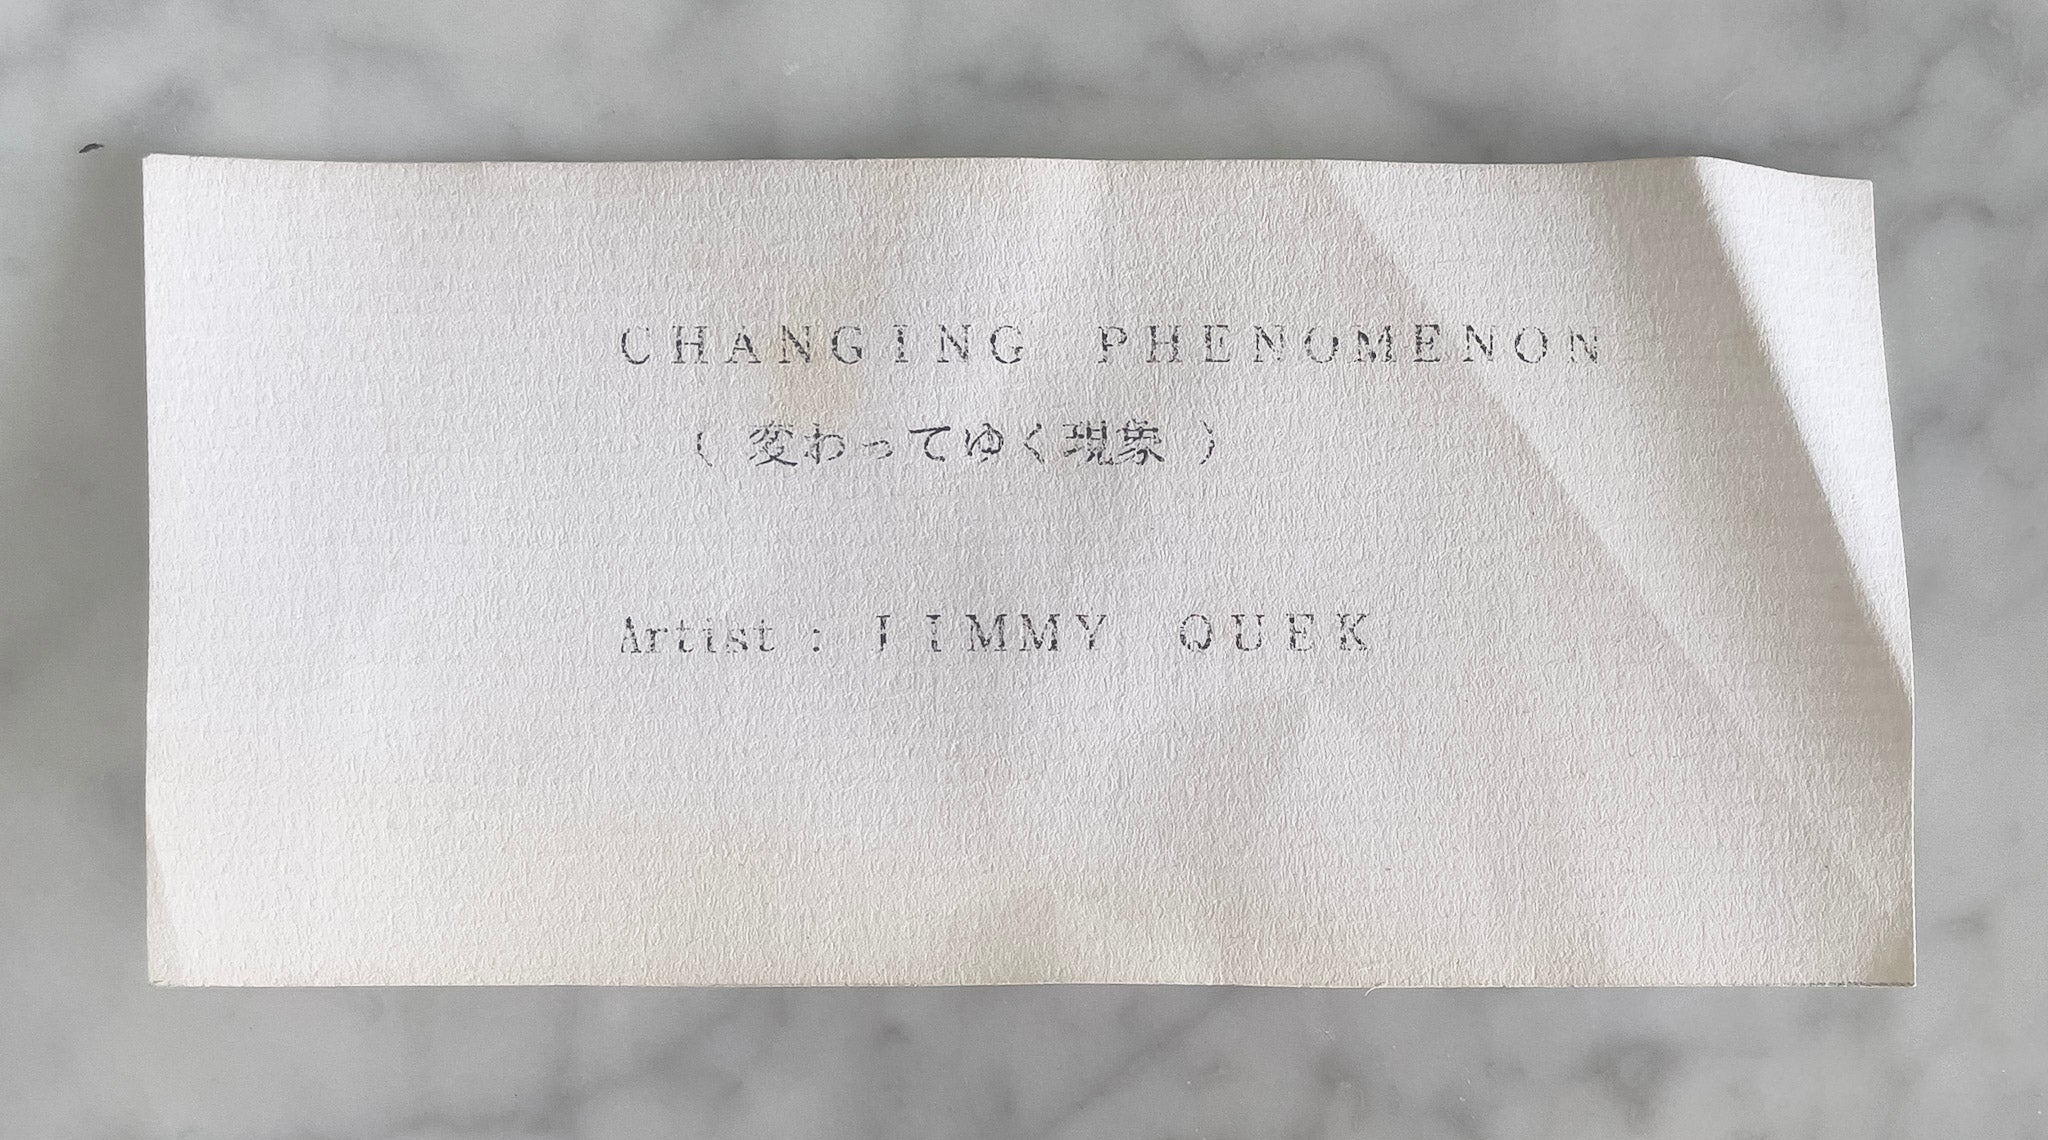 CHANGING PHENOMENON
(変わってゆく現象)
Artist : JIMMY QUEK